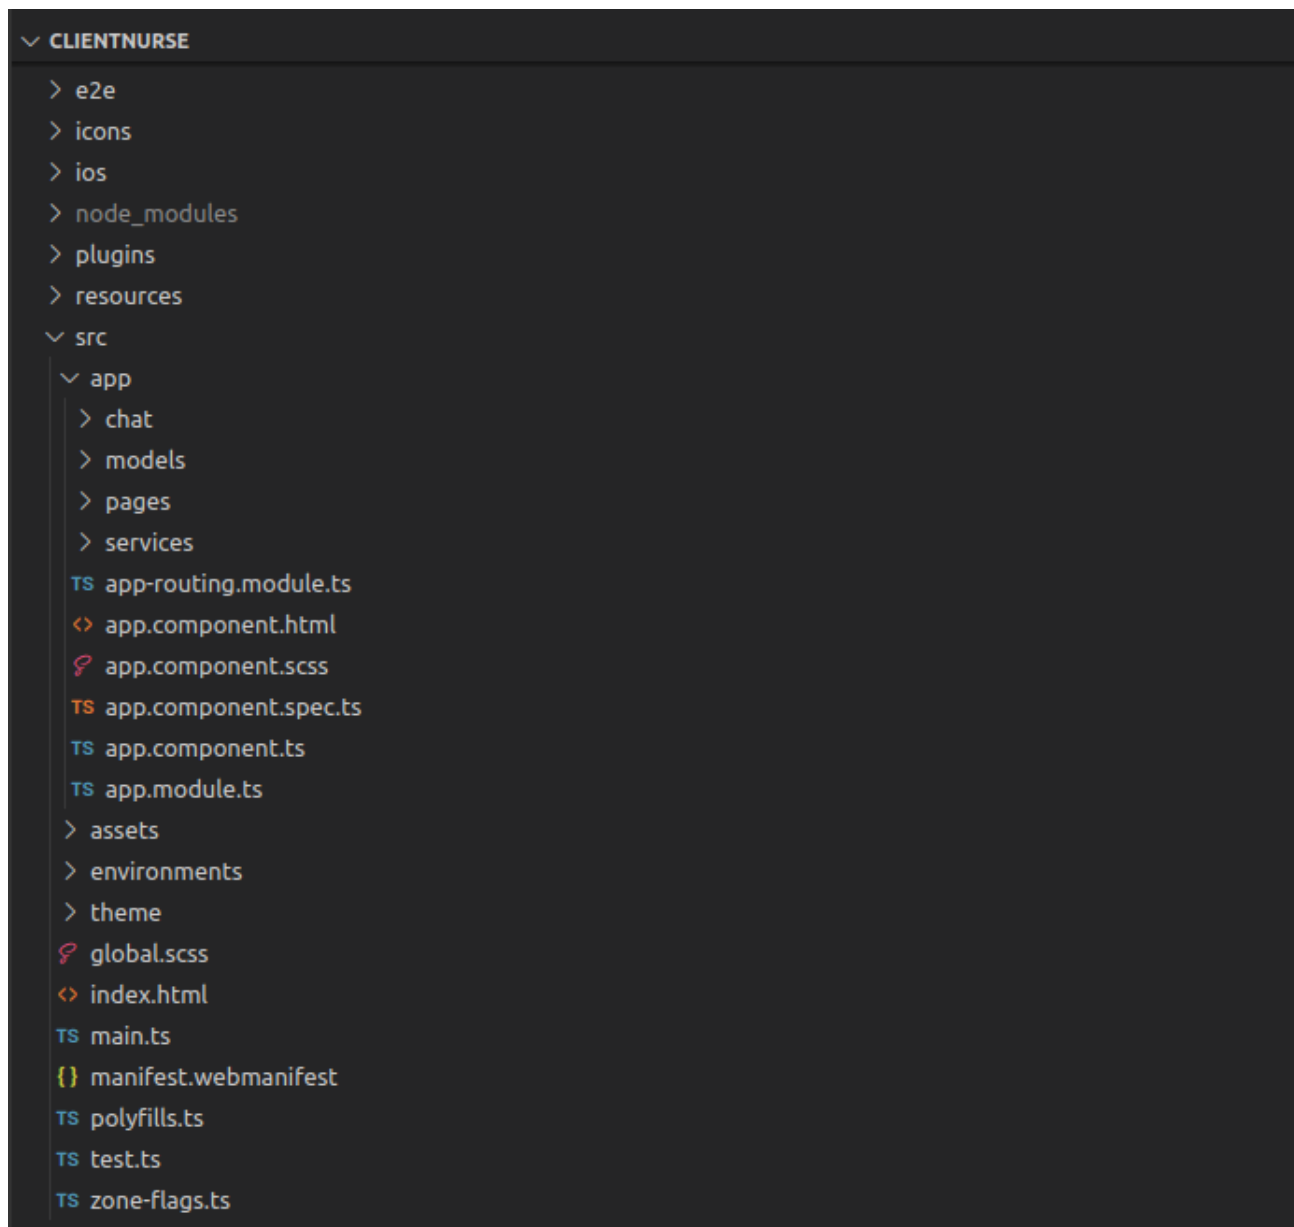 CLIENTNURSE
e2e
icons
ios
node_modules
plugins
resources
src
app
chat
models
pages
services
TS app-routing.module.ts
<> app.component.html
app.component.scss
TS app.component.spec.ts
TS app.component.ts
TS app.module.ts
assets
environments
theme
global.scss
<> index.html
TS main.ts
{} manifest.webmanifest
TS polyfills.ts
TS test.ts
TS zone-flags.ts